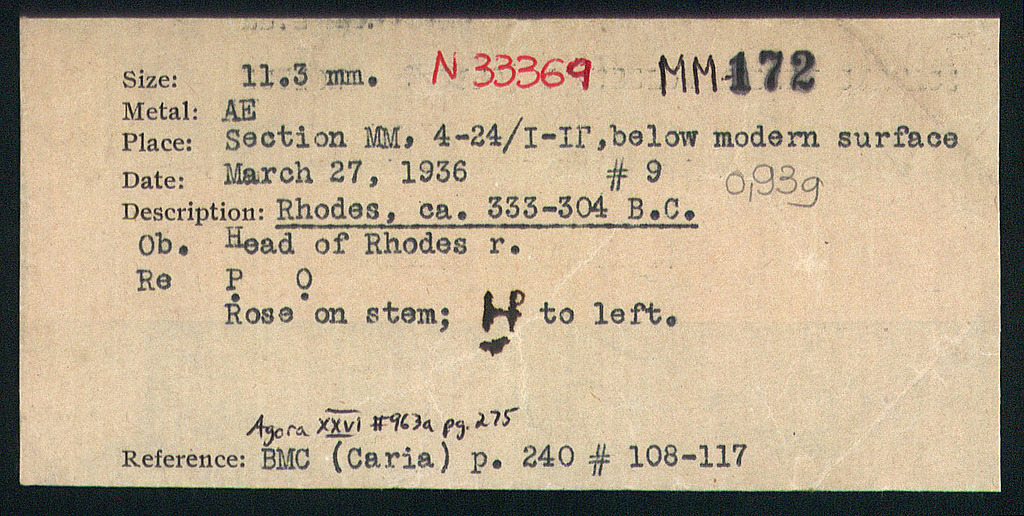 Size: 11.3 mm. N 33369 MM-172
Metal: AE
Place: Section MM, 4-24/I-IΓ,below modern surface
Date: March 27, 1936 # 9 0,93g
Description: Rhodes, ca. 333-304 B.C.
Ob. Head of Rhodes r.
Re Ρ Ο
Rose on stem; to left.
Agora XXVI #963a pg. 275
Reference: BMC (Caria) p. 240 # 108-117